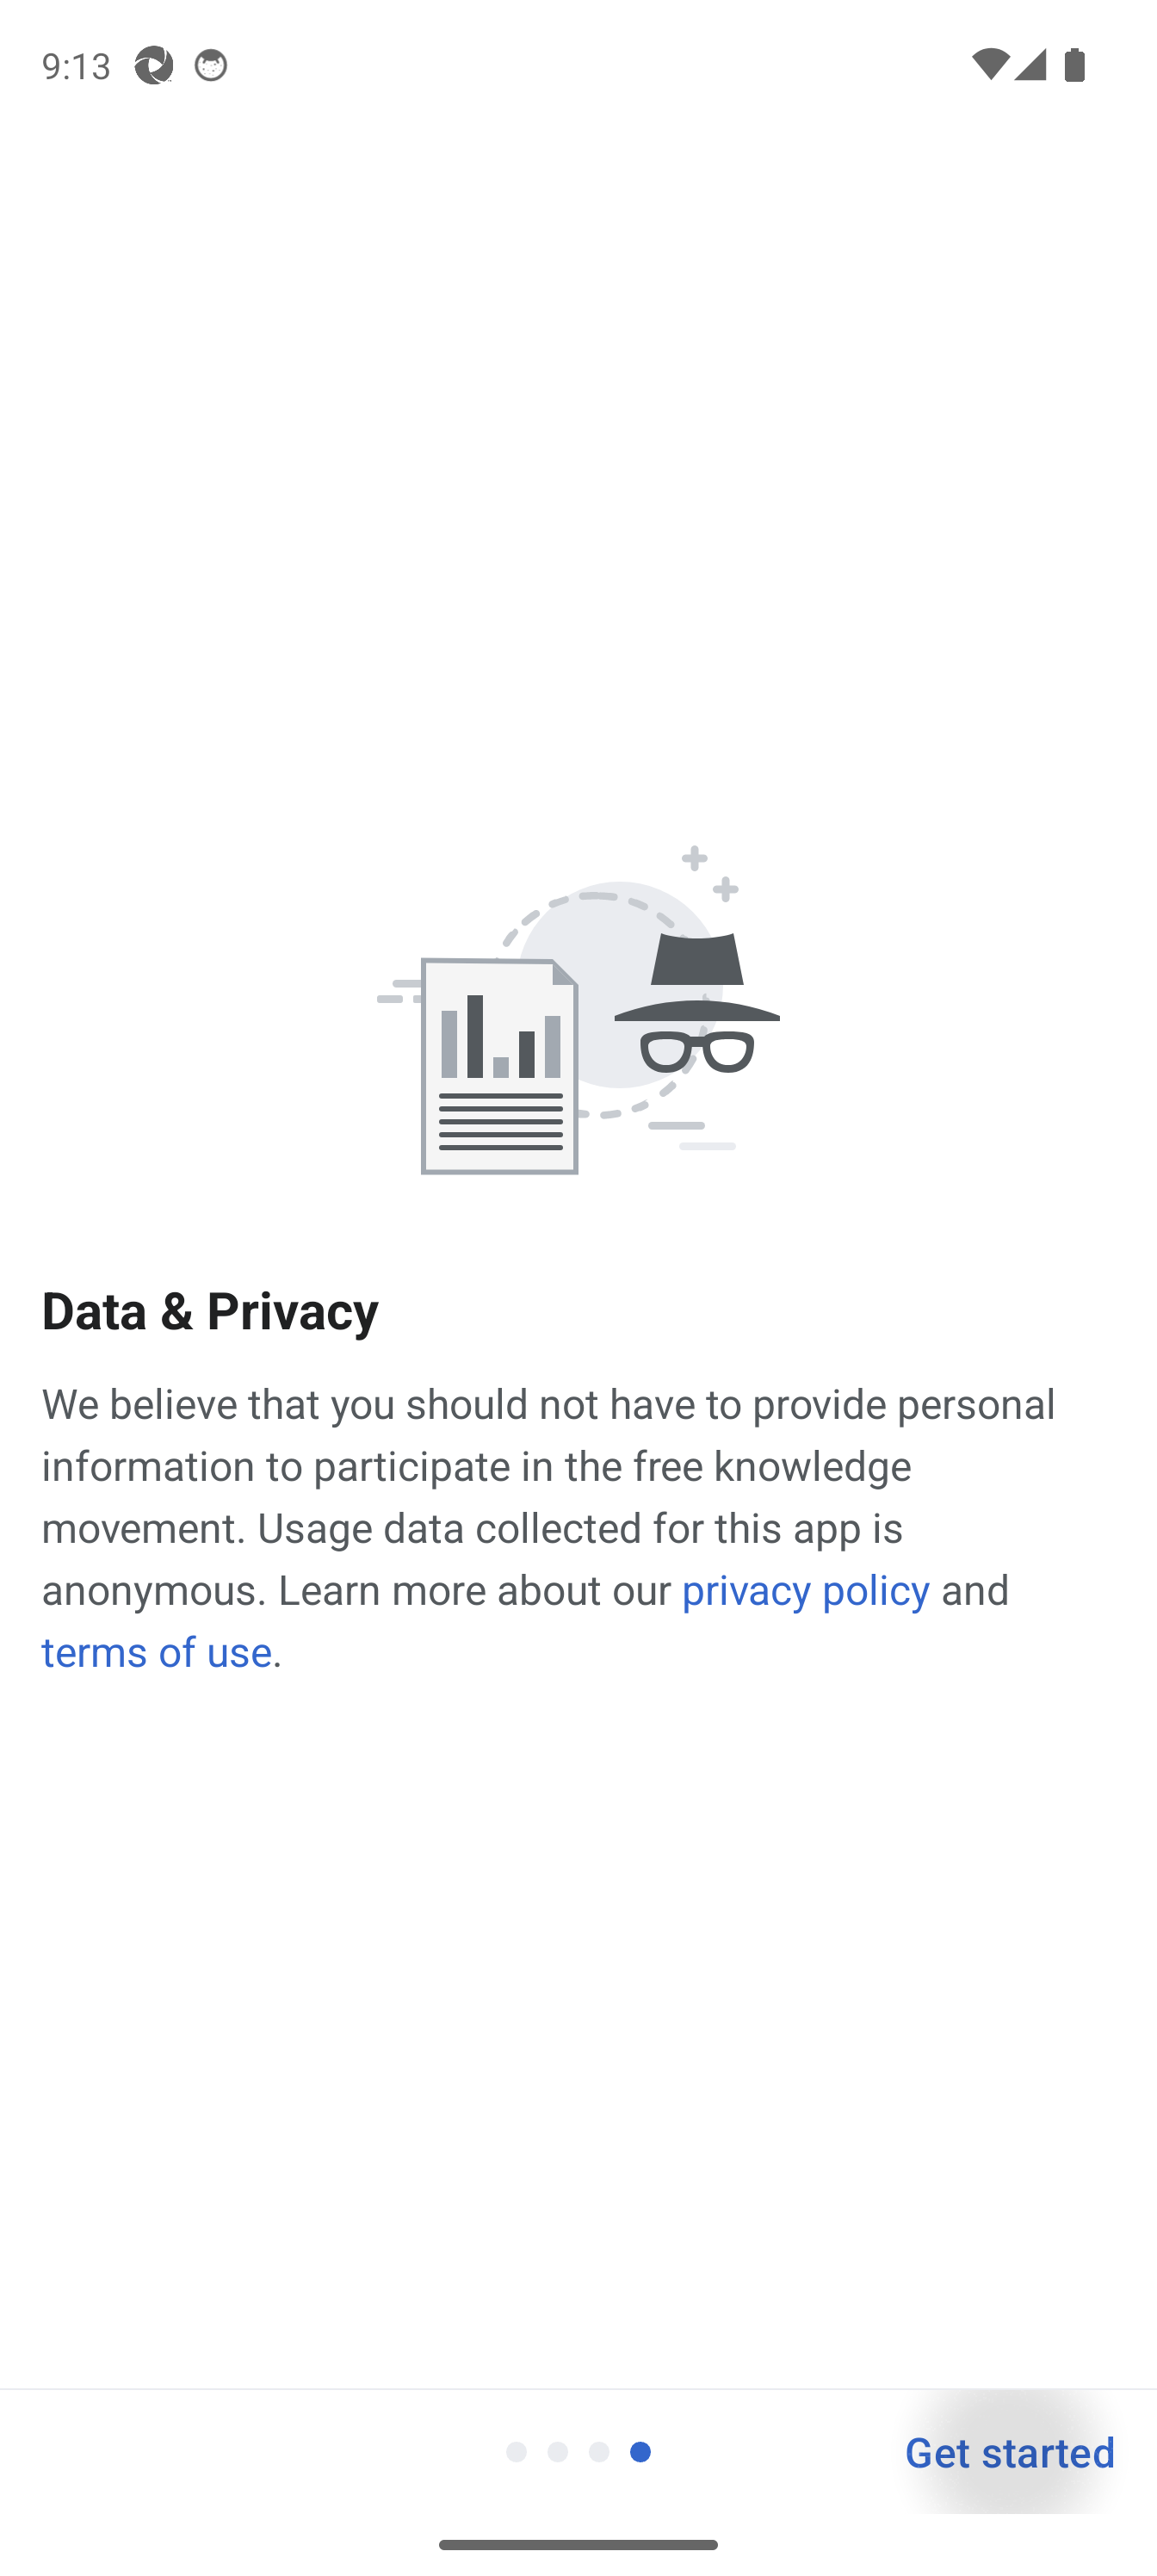 9:13
Data & Privacy
We believe that you should not have to provide personal
information to participate in the free knowledge
movement. Usage data collected for this app is
anonymous. Learn more about our privacy policy and
terms of use.
Get started